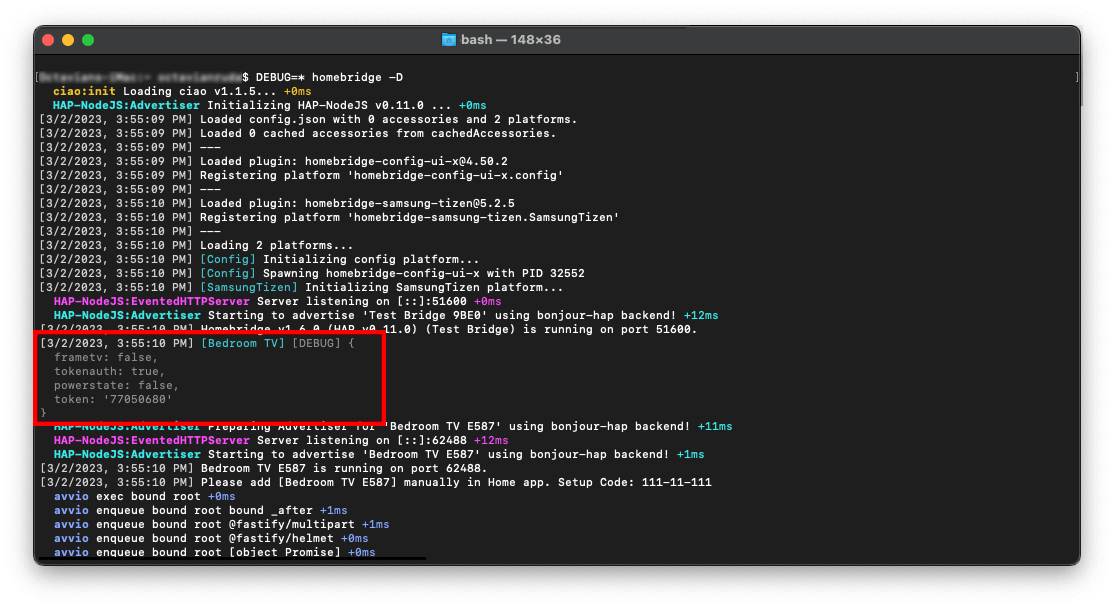 bash — 148×36
$ DEBUG=* homebridge -D
ciao:init Loading ciao v1.1.5... +0ms
HAP-NodeJS:Advertiser Initializing HAP-NodeJS v0.11.0 ... +0ms
[3/2/2023, 3:55:09 PM] Loaded config.json with 0 accessories and 2 platforms.
[3/2/2023, 3:55:09 PM] Loaded 0 cached accessories from cachedAccessories.
[3/2/2023, 3:55:09 PM] ---
[3/2/2023, 3:55:09 PM] Loaded plugin: homebridge-config-ui-x@4.50.2
[3/2/2023, 3:55:09 PM] Registering platform 'homebridge-config-ui-x.config'
[3/2/2023, 3:55:09 PM] ---
[3/2/2023, 3:55:10 PM] Loaded plugin: homebridge-samsung-tizen@5.2.5
[3/2/2023, 3:55:10 PM] Registering platform 'homebridge-samsung-tizen.SamsungTizen'
[3/2/2023, 3:55:10 PM] ---
[3/2/2023, 3:55:10 PM] Loading 2 platforms...
[3/2/2023, 3:55:10 PM] [Config] Initializing config platform...
[3/2/2023, 3:55:10 PM] [Config] Spawning homebridge-config-ui-x with PID 32552
[3/2/2023, 3:55:10 PM] [SamsungTizen] Initializing SamsungTizen platform...
HAP-NodeJS:EventedHTTPServer Server listening on [::]:51600 +0ms
HAP-NodeJS:Advertiser Starting to advertise 'Test Bridge 9BE0' using bonjour-hap backend! +12ms
[3/2/2023, 3:55:10 PM] Homebridge v1.6.0 (HAP v0.11.0) (Test Bridge) is running on port 51600.
[3/2/2023, 3:55:10 PM] [Bedroom TV] [DEBUG] {
frametv: false,
tokenauth: true,
powerstate: false,
token: '77050680'
}
HAP-NodeJS:Advertiser Preparing Advertiser for 'Bedroom TV E587' using bonjour-hap backend! +11ms
HAP-NodeJS:EventedHTTPServer Server listening on [::]:62488 +12ms
HAP-NodeJS:Advertiser Starting to advertise 'Bedroom TV E587' using bonjour-hap backend! +1ms
[3/2/2023, 3:55:10 PM] Bedroom TV E587 is running on port 62488.
[3/2/2023, 3:55:10 PM] Please add [Bedroom TV E587] manually in Home app. Setup Code: 111-11-111
avvio exec bound root +0ms
avvio enqueue bound root bound _after +1ms
avvio enqueue bound root @fastify/multipart +1ms
avvio enqueue bound root @fastify/helmet +0ms
avvio enqueue bound root [object Promise] +0ms